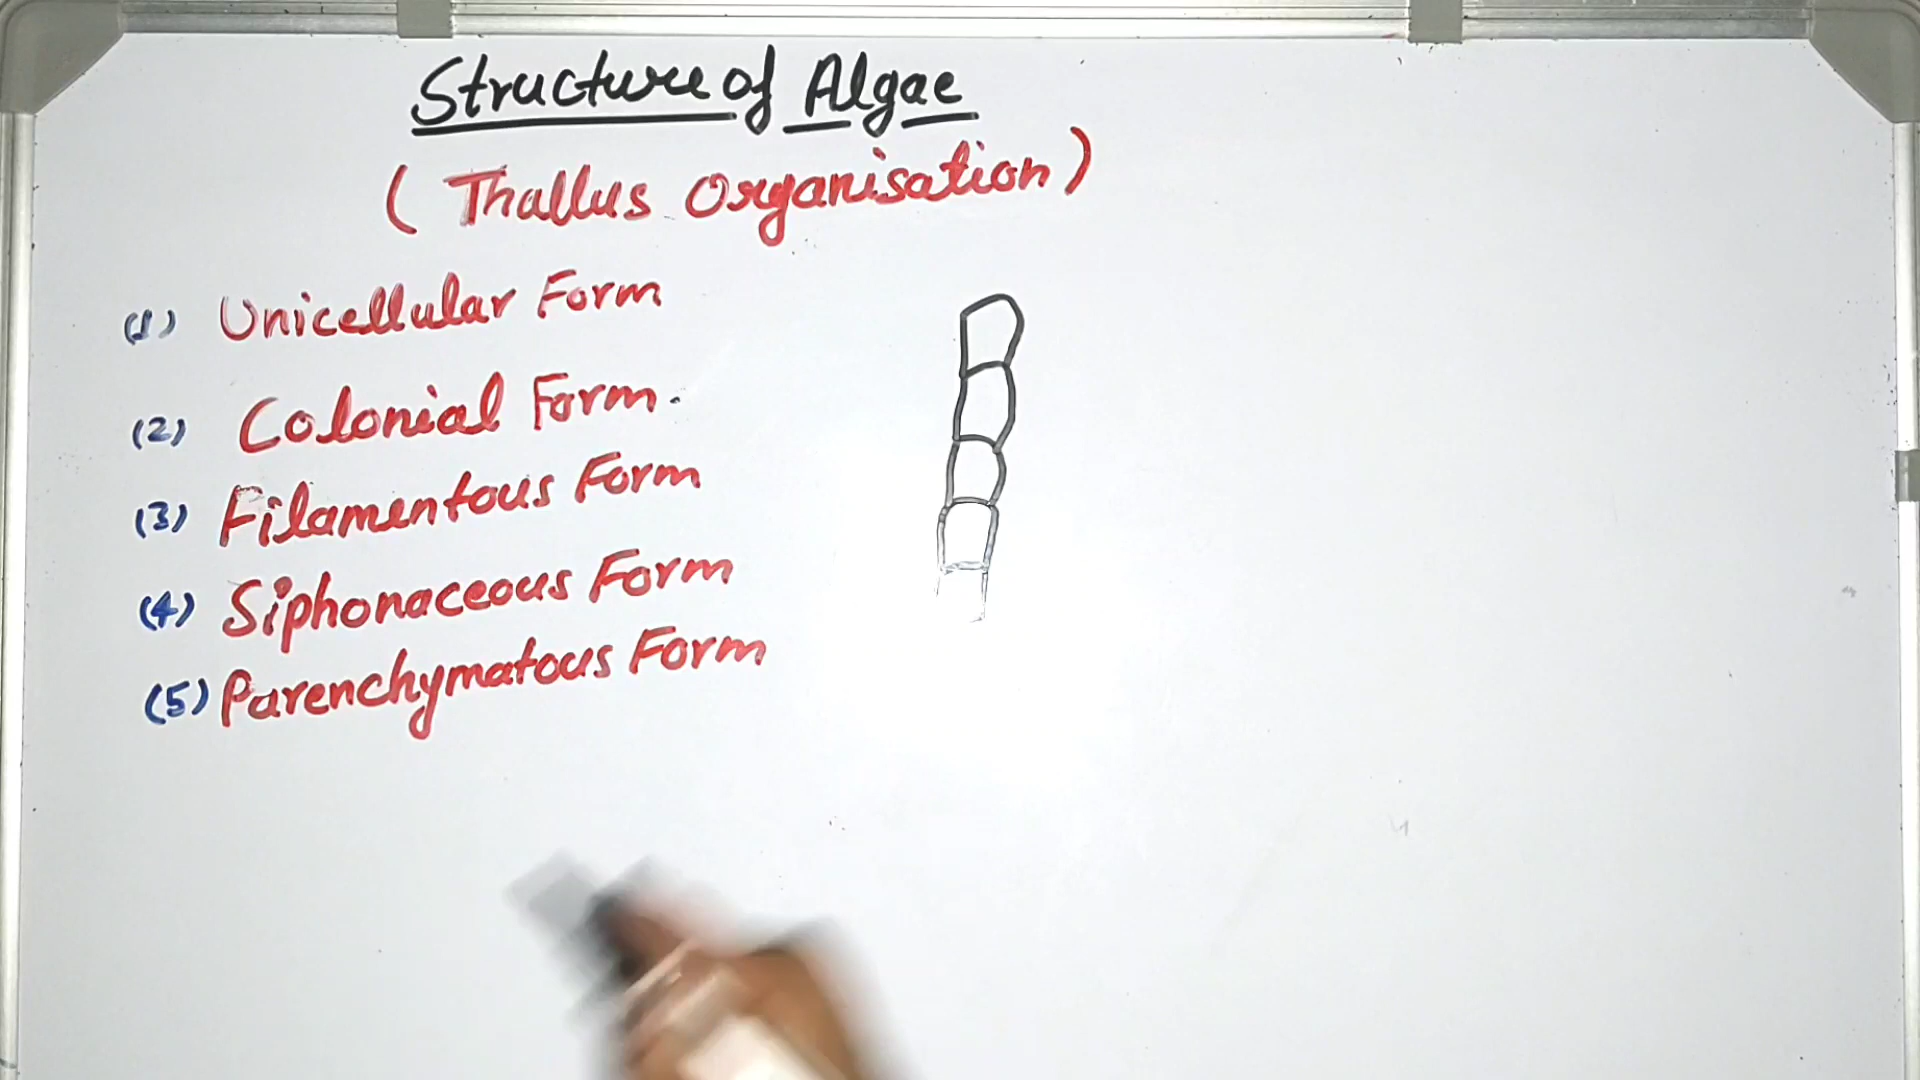 Structure of Algae
(Thallus Organisation)
(1) Unicellular Form
(2) Colonial Form.
(3) Filamentous Form
(4) Siphonaceous Form
(5) Parenchymatous Form